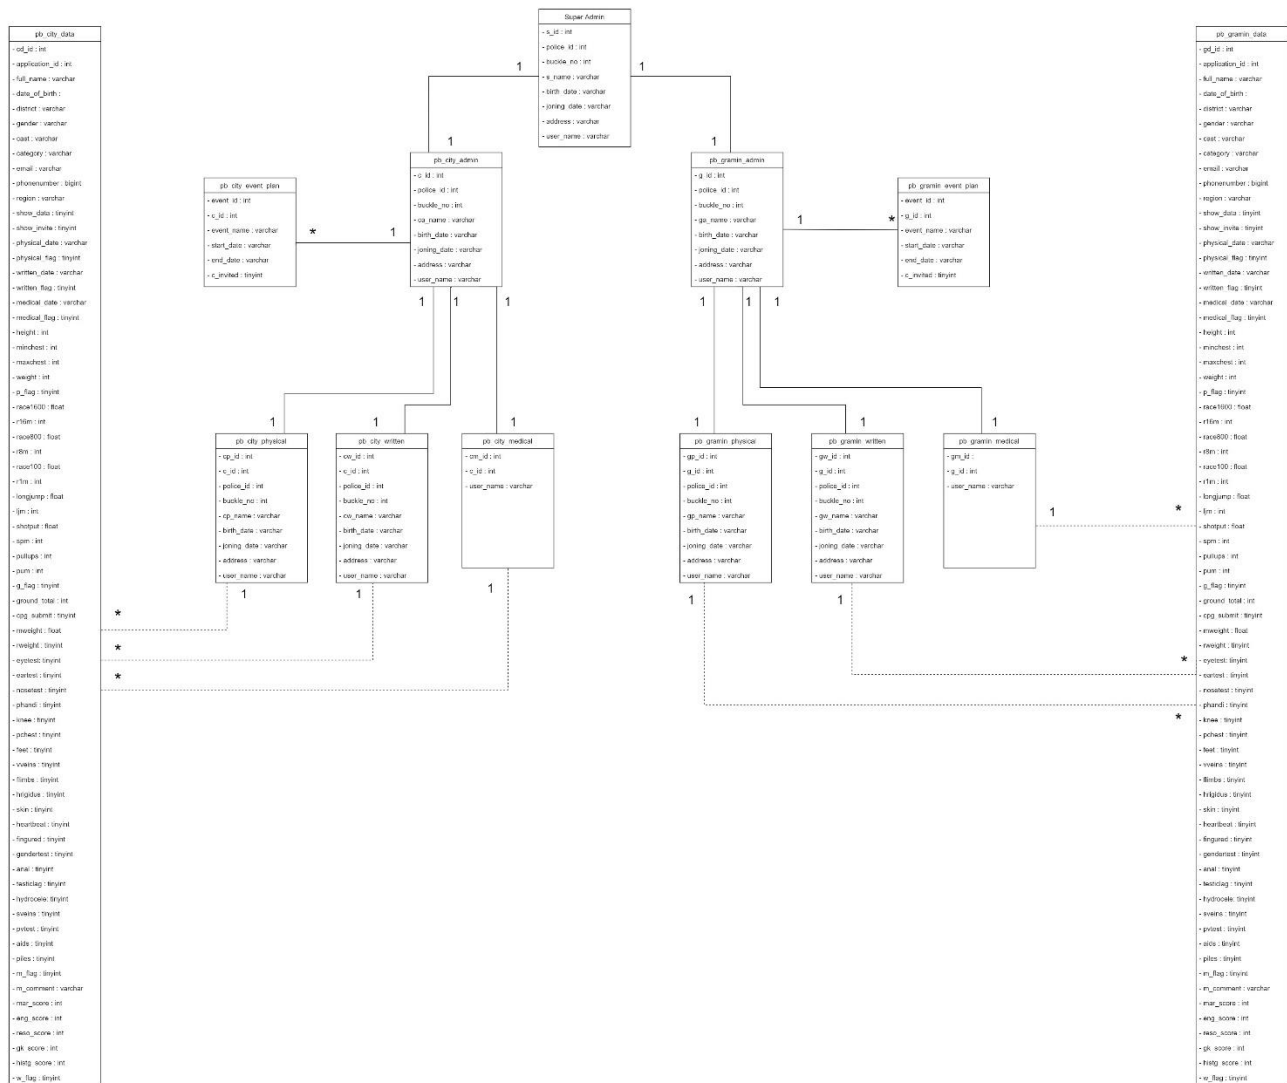 pb_city_data
- cd_id : int
- application_id : int
- full_name : varchar
- date_of_birth :
- district : varchar
- gender : varchar
- cast : varchar
- category : varchar
- email : varchar
- phonenumber : bigint
- region : varchar
- show_data : tinyint
- show_invite : tinyint
- physical_date : varchar
- physical_flag : tinyint
- written_date : varchar
- written_flag : tinyint
- medical_date : varchar
- medical_flag : tinyint
- height : int
- minchest : int
- maxchest : int
- weight : int
- p_flag : tinyint
- race1600 : float
- r16m : int
- race800 : float
- r8m : int
- race100 : float
- r1m : int
- longjump : float
- ljm : int
- shotput : float
- spm : int
- pullups : int
- pum : int
- g_flag : tinyint
- ground_total : int
- cpg_submit : tinyint
- mweight : float
- rweight : tinyint
- eyetest: tinyint
- eartest : tinyint
- nosetest : tinyint
- phandi : tinyint
- knee : tinyint
- pchest : tinyint
- feet : tinyint
- vveins : tinyint
- flimbs : tinyint
- hrigidus : tinyint
- skin : tinyint
- heartbeat : tinyint
- fingured : tinyint
- gendertest : tinyint
- anal : tinyint
- testiclag : tinyint
- hydrocele: tinyint
- sveins : tinyint
- pvtest : tinyint
- aids : tinyint
- piles : tinyint
- m_flag : tinyint
- m_comment : varchar
- mar_score : int
- eng_score : int
- reso_score : int
- gk_score : int
- histg_score : int
- w_flag : tinyint
Super Admin
- s_id : int
- police_id : int
- buckle_no : int
- s_name : varchar
- birth_date : varchar
- joning_date : varchar
- address : varchar
- user_name : varchar
1
1
1
1
pb_city_admin
- c_id : int
- police_id : int
- buckle_no : int
- ca_name : varchar
- birth_date : varchar
- joning_date : varchar
- address : varchar
- user_name : varchar
pb_city_event_plan
- event_id : int
- c_id : int
- event_name : varchar
- start_date : varchar
- end_date : varchar
- c_invited : tinyint
*
1
pb_gramin_admin
- g_id : int
- police_id : int
- buckle_no : int
- ga_name : varchar
- birth_date : varchar
- joning_date : varchar
- address : varchar
- user_name : varchar
1
*
pb_gramin_event_plan
- event_id : int
- g_id : int
- event_name : varchar
- start_date : varchar
- end_date : varchar
- c_invited : tinyint
1
1
1
1
1
1
1
1
1
1
1
1
pb_city_physical
- cp_id : int
- c_id : int
- police_id : int
- buckle_no : int
- cp_name : varchar
- birth_date : varchar
- joning_date : varchar
- address : varchar
- user_name : varchar
pb_city_written
- cw_id : int
- c_id : int
- police_id : int
- buckle_no : int
- cw_name : varchar
- birth_date : varchar
- joning_date : varchar
- address : varchar
- user_name : varchar
pb_city_medical
- cm_id : int
- c_id : int
- user_name : varchar
pb_gramin_physical
- gp_id : int
- g_id : int
- police_id : int
- buckle_no : int
- gp_name : varchar
- birth_date : varchar
- joning_date : varchar
- address : varchar
- user_name : varchar
pb_gramin_written
- gw_id : int
- g_id : int
- police_id : int
- buckle_no : int
- gw_name : varchar
- birth_date : varchar
- joning_date : varchar
- address : varchar
- user_name : varchar
pb_gramin_medical
- gm_id :
- g_id : int
- user_name : varchar
1
*
1
1
1
1
1
*
*
*
*
*
pb_gramin_data
- gd_id : int
- application_id : int
- full_name : varchar
- date_of_birth :
- district : varchar
- gender : varchar
- cast : varchar
- category : varchar
- email : varchar
- phonenumber : bigint
- region : varchar
- show_data : tinyint
- show_invite : tinyint
- physical_date : varchar
- physical_flag : tinyint
- written_date : varchar
- written_flag : tinyint
- medical_date : varchar
- medical_flag : tinyint
- height : int
- minchest : int
- maxchest : int
- weight : int
- p_flag : tinyint
- race1600 : float
- r16m : int
- race800 : float
- r8m : int
- race100 : float
- r1m : int
- longjump : float
- ljm : int
- shotput : float
- spm : int
- pullups : int
- pum : int
- g_flag : tinyint
- ground_total : int
- cpg_submit : tinyint
- mweight : float
- rweight : tinyint
- eyetest: tinyint
- eartest : tinyint
- nosetest : tinyint
- phandi : tinyint
- knee : tinyint
- pchest : tinyint
- feet : tinyint
- vveins : tinyint
- flimbs : tinyint
- hrigidus : tinyint
- skin : tinyint
- heartbeat : tinyint
- fingured : tinyint
- gendertest : tinyint
- anal : tinyint
- testiclag : tinyint
- hydrocele: tinyint
- sveins : tinyint
- pvtest : tinyint
- aids : tinyint
- piles : tinyint
- m_flag : tinyint
- m_comment : varchar
- mar_score : int
- eng_score : int
- reso_score : int
- gk_score : int
- histg_score : int
- w_flag : tinyint